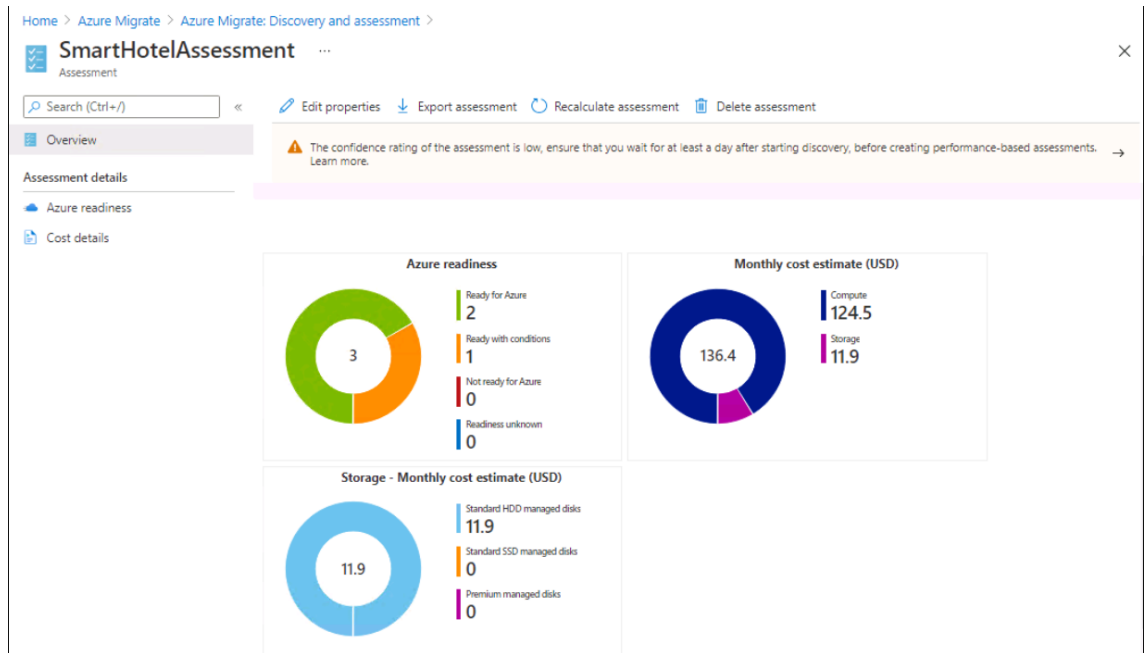 Home > Azure Migrate > Azure Migrate: Discovery and assessment >
SmartHotelAssessment ...
Assessment
Search (Ctrl+/)
«
Edit properties
Export assessment
Recalculate assessment
Delete assessment
Overview
Assessment details
Azure readiness
Cost details
The confidence rating of the assessment is low, ensure that you wait for at least a day after starting discovery, before creating performance-based assessments.
Learn more.
Azure readiness
3
Ready for Azure
2
Ready with conditions
1
Not ready for Azure
0
Readiness unknown
0
Monthly cost estimate (USD)
136.4
Compute
124.5
Storage
11.9
Storage - Monthly cost estimate (USD)
11.9
Standard HDD managed disks
11.9
Standard SSD managed disks
0
Premium managed disks
0